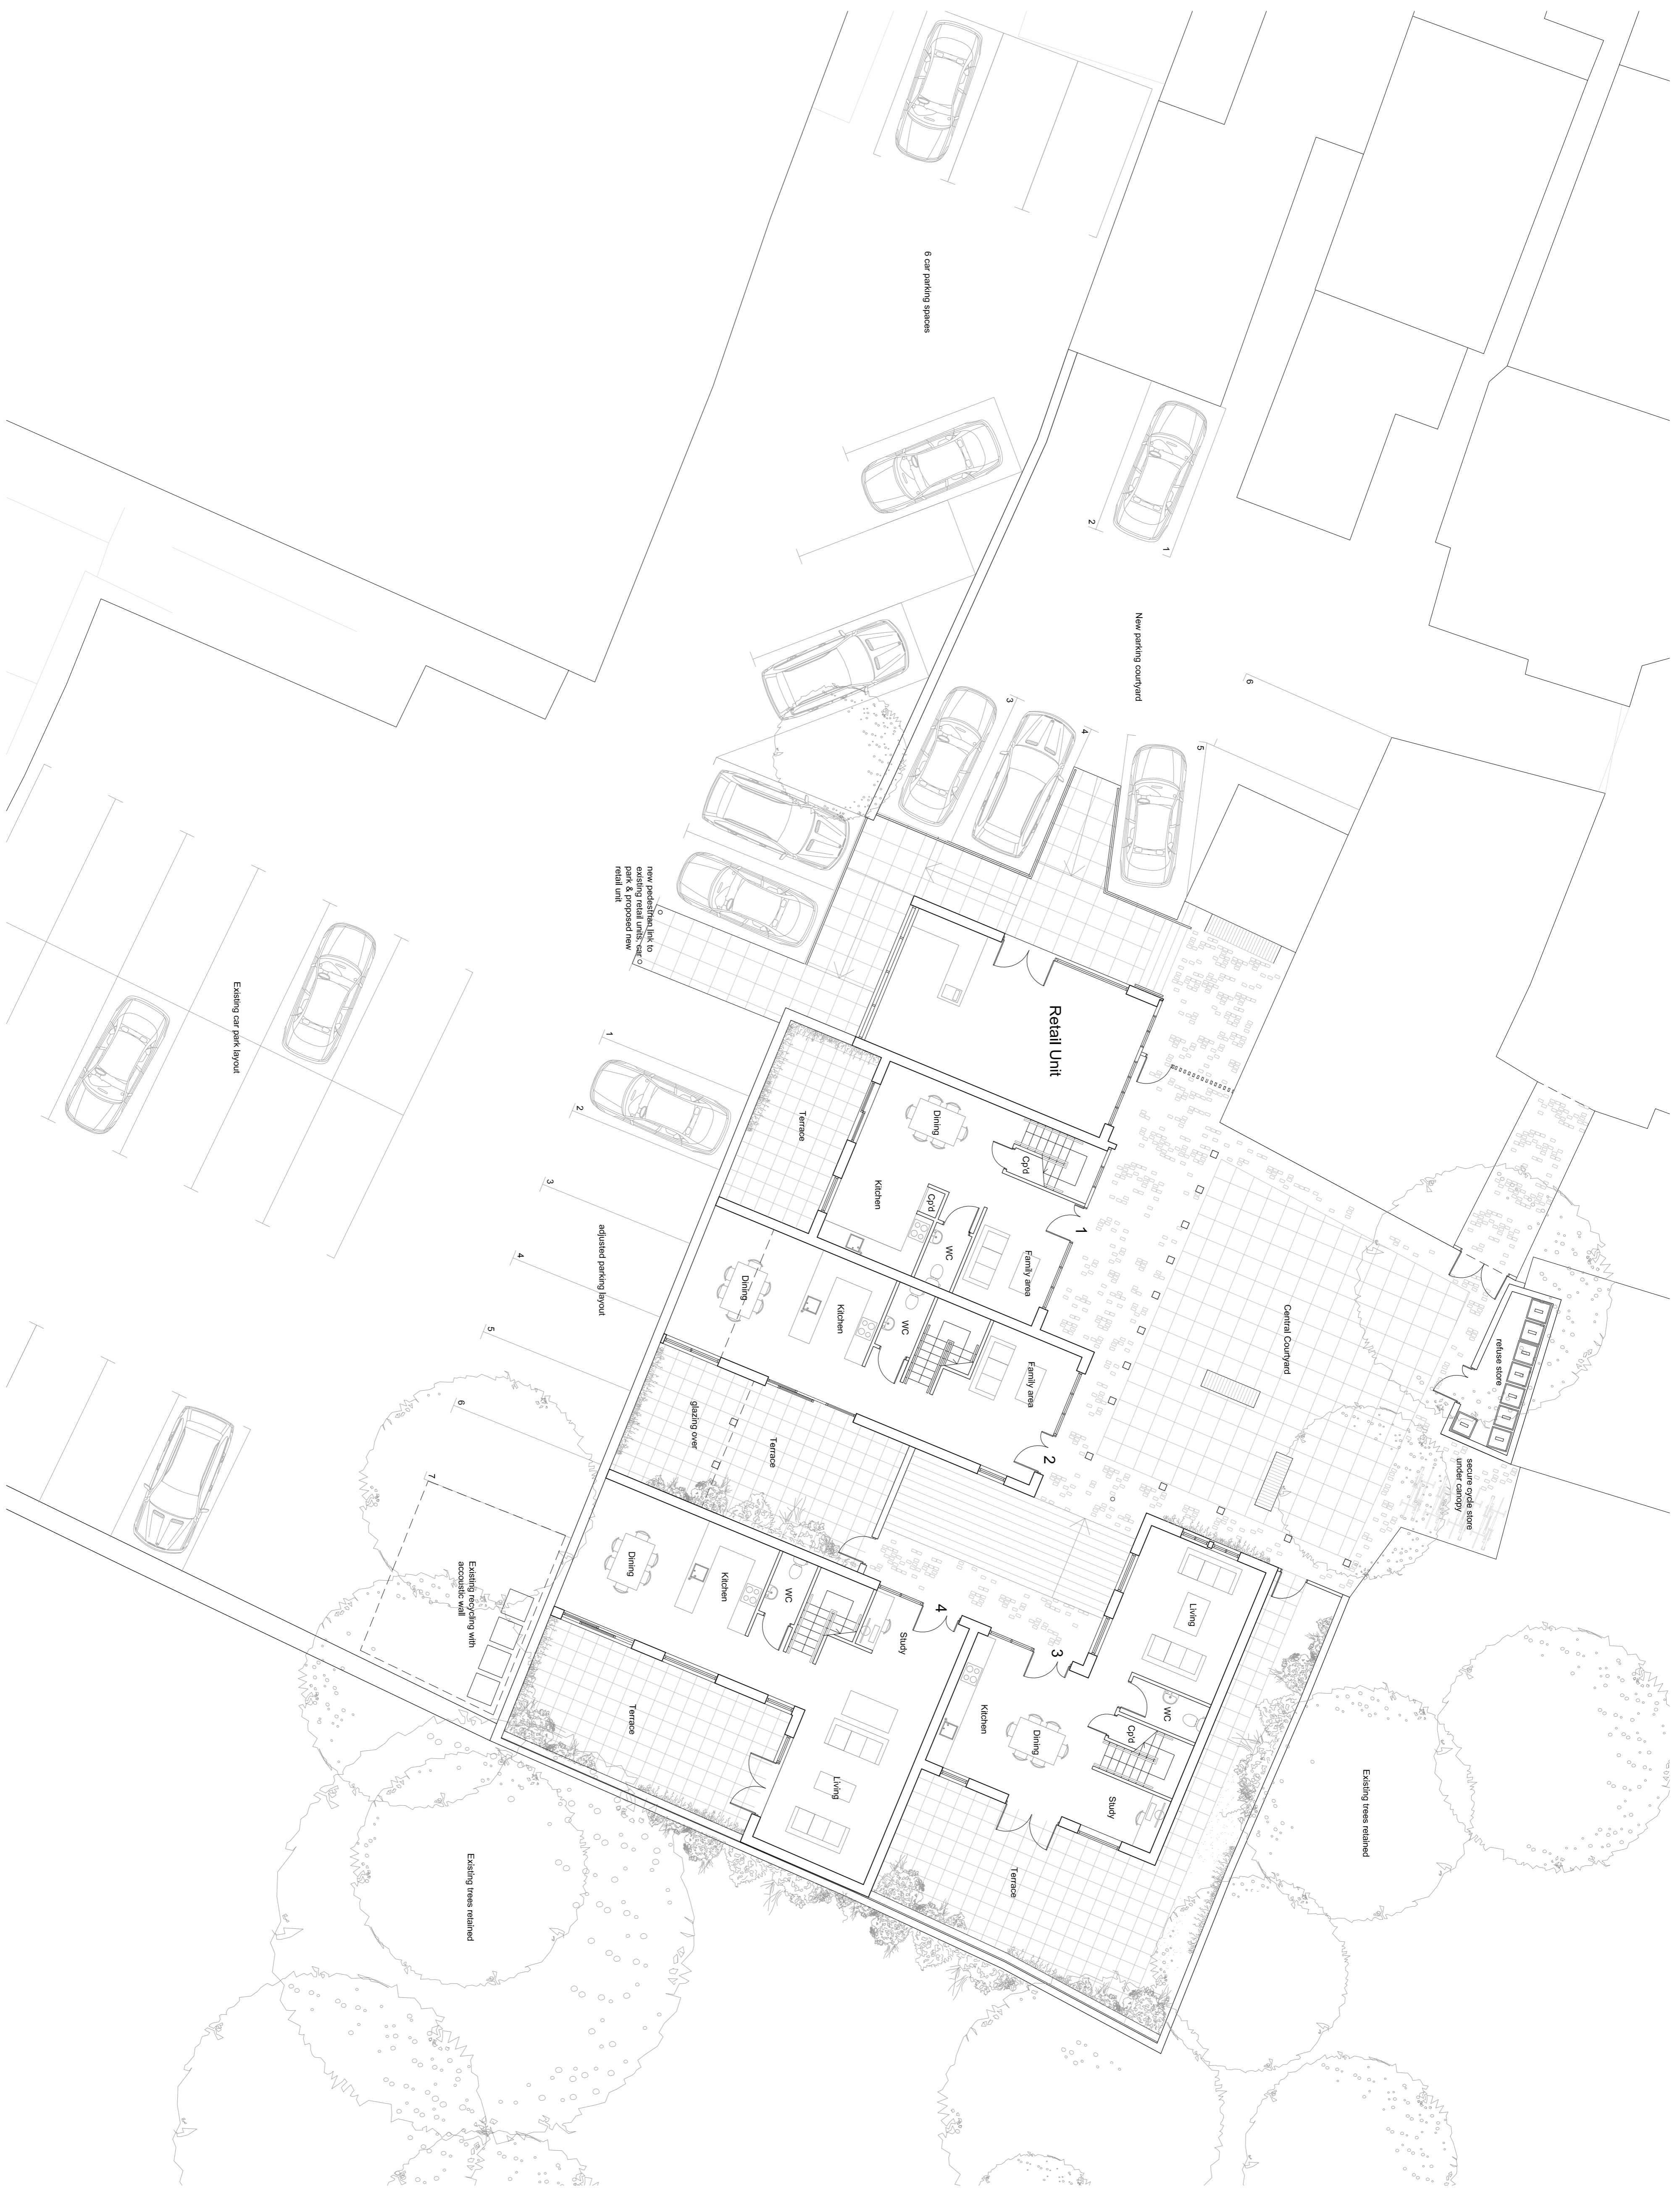 6 car parking spaces
New parking courtyard
1
2
3
4
5
6
new pedestrian link to
existing retail units, car
park & proposed new
retail unit
Existing car park layout
adjusted parking layout
1
2
3
4
5
6
7
Existing recycling with
accoustic wall
Retail Unit
Terrace
Dining
Kitchen
Cp'd
Cp'd
WC
Family area
1
Dining
Kitchen
WC
Family area
2
glazing over
Terrace
Central Courtyard
refuse store
secure cycle store
under canopy
Living
WC
Cp'd
Dining
Kitchen
Study
3
Terrace
Dining
Kitchen
WC
Study
4
Living
Terrace
Existing trees retained
Existing trees retained